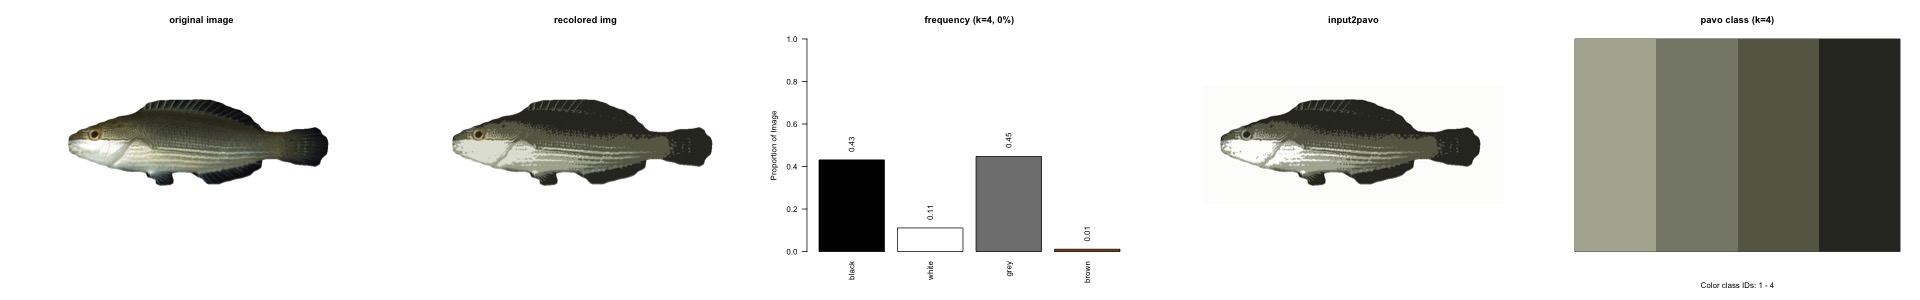 original image
recolored img
frequency (k=4, 0%)
input2pavo
pavo class (k=4)
Proportion of Image
1.0
0.8
0.6
0.4
0.2
0.0
0.43
0.11
0.45
0.01
black
white
grey
brown
Color class IDs: 1 - 4